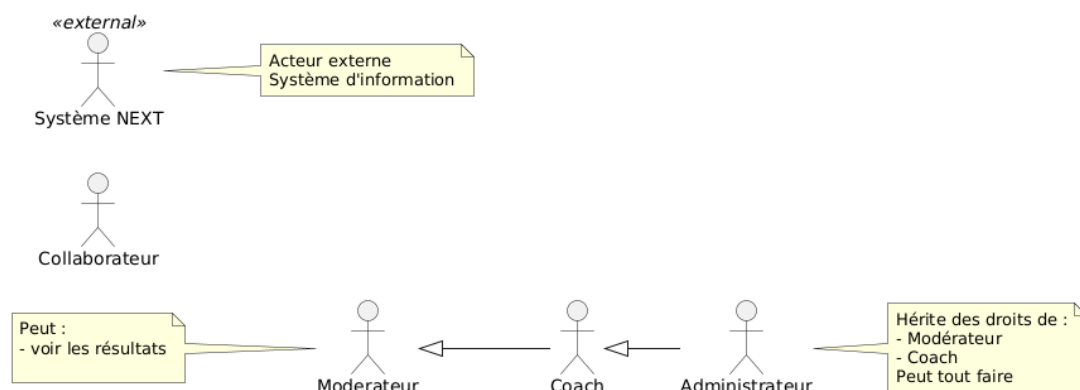 «external»
Système NEXT
Acteur externe
Système d'information
Collaborateur
Peut :
- voir les résultats
Moderateur
Coach
Administrateur
Hérite des droits de :
- Modérateur
- Coach
Peut tout faire